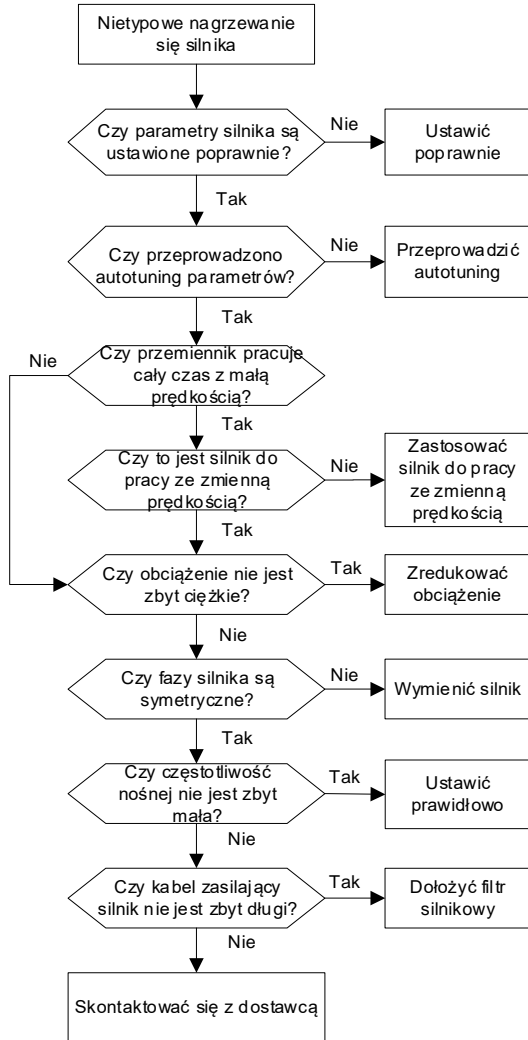 Nietypowe nagrzewanie
się silnika
Czy parametry silnika są
ustawione poprawnie?
Nie
Ustawić
poprawnie
Tak
Czy przeprowadzono
autotuning parametrów?
Nie
Przeprowadzić
autotuning
Tak
Nie
Czy przemiennik pracuje
cały czas z małą
prędkością?
Tak
Czy to jest silnik do
pracy ze zmienną
prędkością?
Nie
Zastosować
silnik do pracy
ze zmienną
prędkością
Tak
Czy obciążenie nie jest
zbyt ciężkie?
Tak
Zredukować
obciążenie
Nie
Czy fazy silnika są
symetryczne?
Nie
Wymienić silnik
Tak
Czy częstotliwość
nośnej nie jest zbyt
mała?
Tak
Ustawić
prawidłowo
Nie
Czy kabel zasilający
silnik nie jest zbyt długi?
Tak
Dołożyć filtr
silnikowy
Nie
Skontaktować się z dostawcą